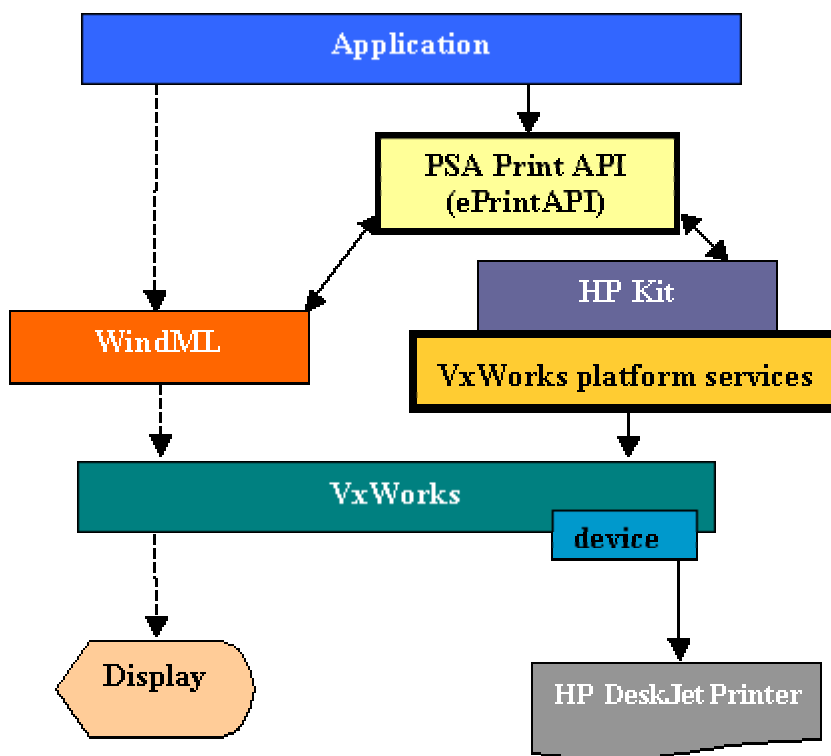 Application
PSA Print API
(ePrintAPI)
HP Kit
WindML
VxWorks platform services
VxWorks
device
Display
HP DeskJet Printer